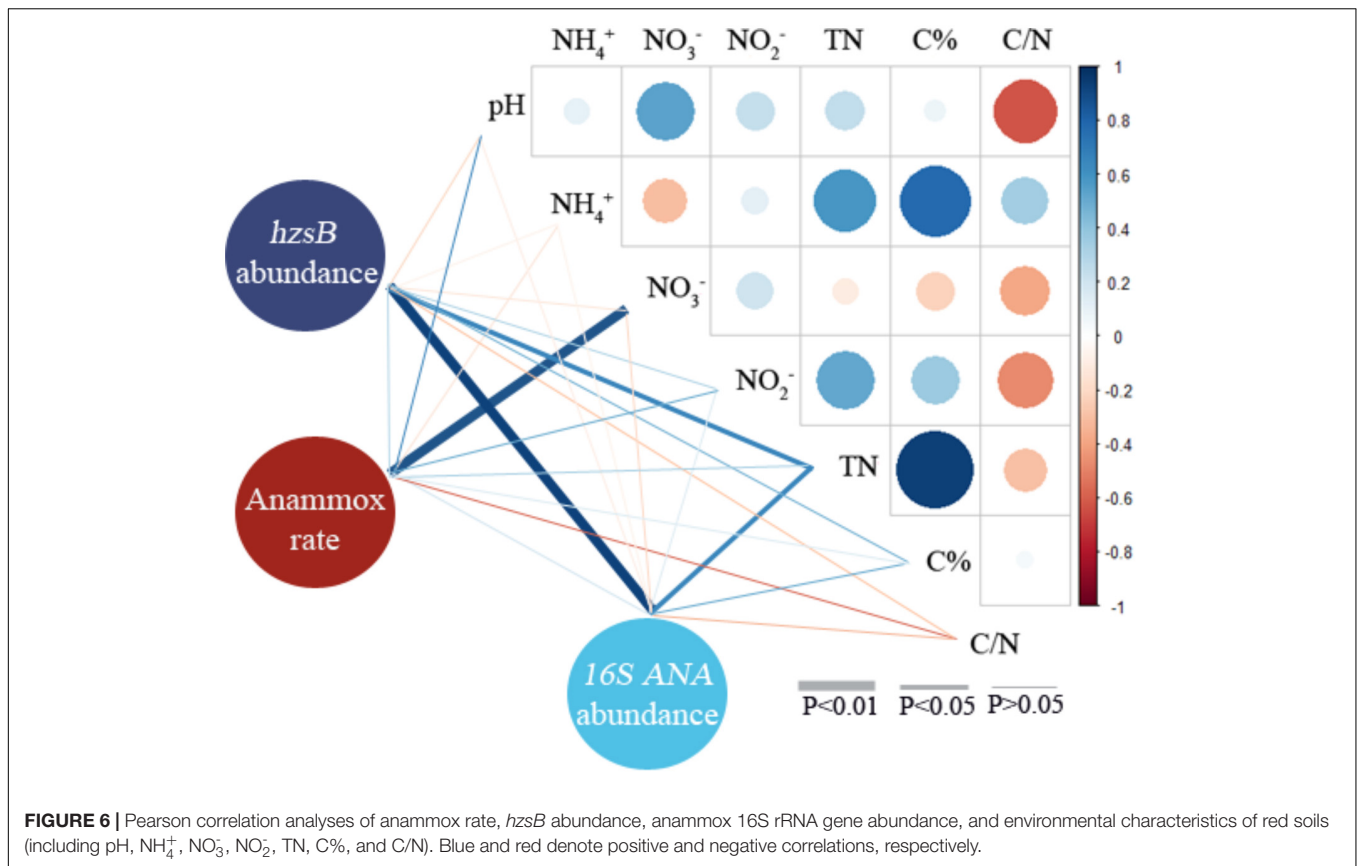 NH₄⁺ NO₃⁻ NO₂⁻ TN C% C/N
pH
NH₄⁺
NO₃⁻
NO₂⁻
TN
C%
C/N
1
0.8
0.6
0.4
0.2
0
-0.2
-0.4
-0.6
-0.8
-1
hzsB
abundance
Anammox
rate
16S ANA
abundance
P<0.01 P<0.05 P>0.05
FIGURE 6 | Pearson correlation analyses of anammox rate, hzsB abundance, anammox 16S rRNA gene abundance, and environmental characteristics of red soils
(including pH, NH₄⁺, NO₃⁻, NO₂⁻, TN, C%, and C/N). Blue and red denote positive and negative correlations, respectively.